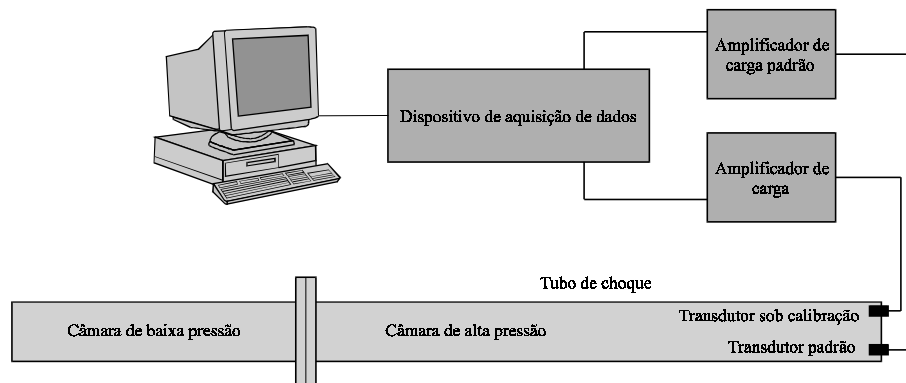 Amplificador de
carga padrão
Dispositivo de aquisição de dados
Amplificador de
carga
Tubo de choque
Câmara de baixa pressão
Câmara de alta pressão
Transdutor sob calibração
Transdutor padrão